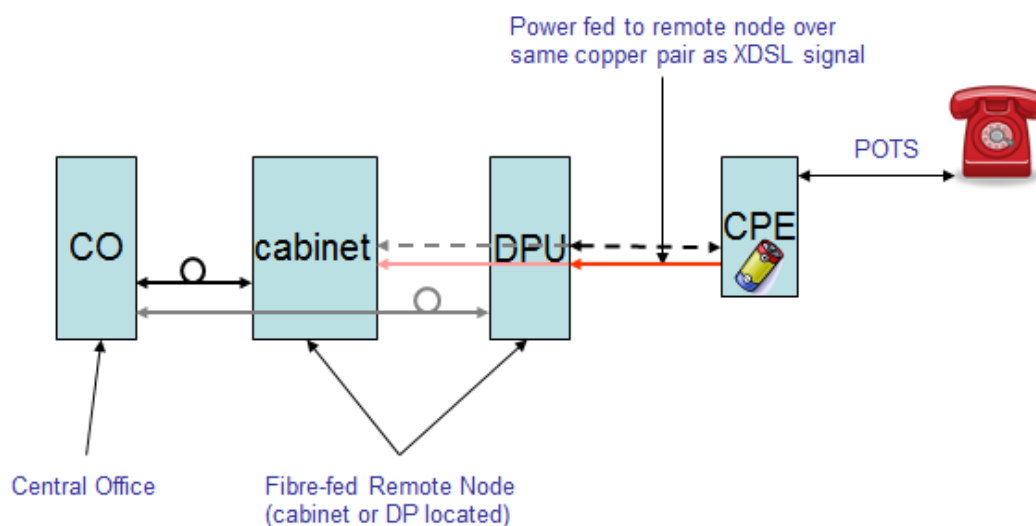 Power fed to remote node over
same copper pair as XDSL signal
POTS
CO
cabinet
DPU
CPE
Central Office
Fibre-fed Remote Node
(cabinet or DP located)